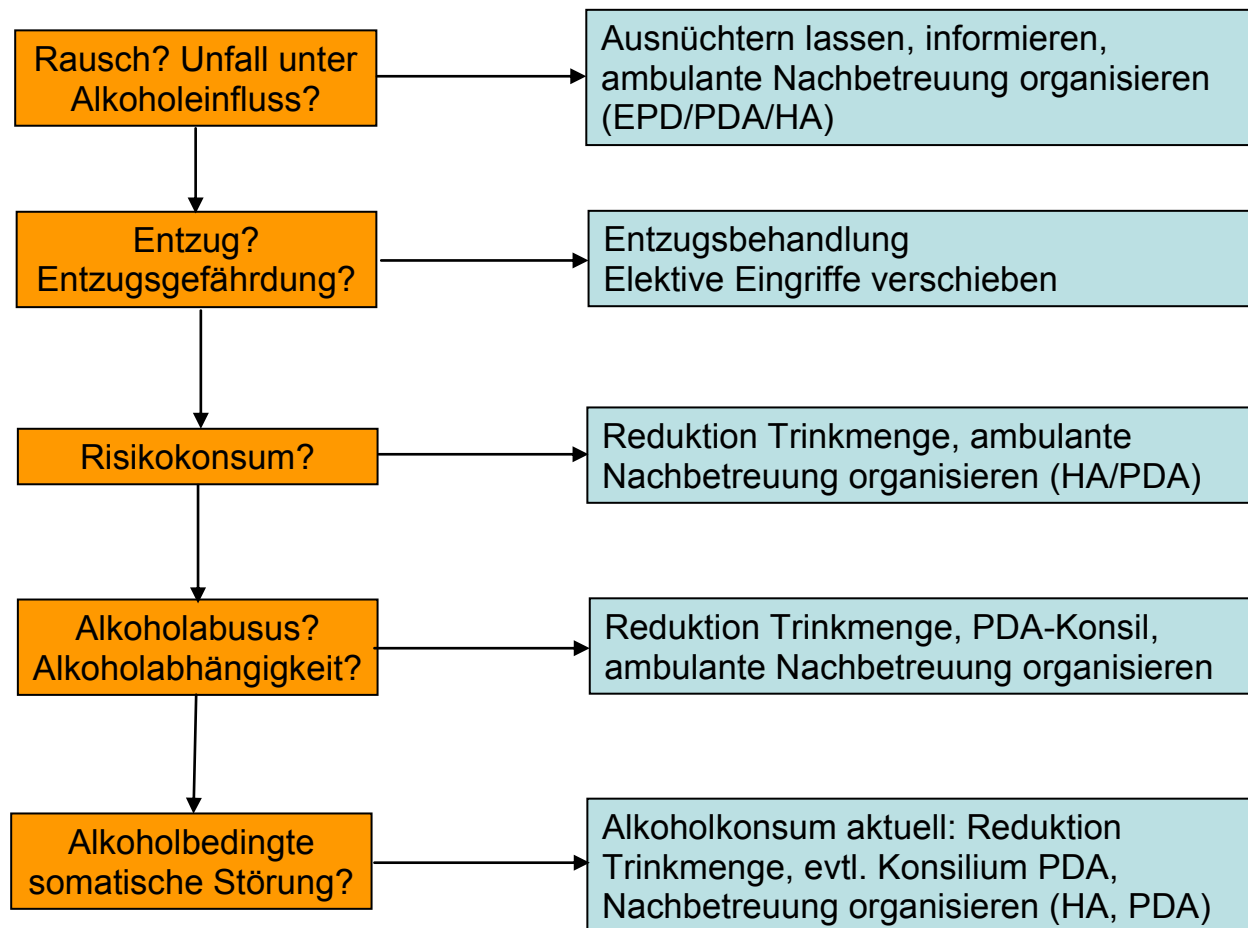 Rausch? Unfall unter
Alkoholeinfluss?
Ausnüchtern lassen, informieren,
ambulante Nachbetreuung organisieren
(EPD/PDA/HA)
Entzug?
Entzugsgefährdung?
Entzugsbehandlung
Elektive Eingriffe verschieben
Risikokonsum?
Reduktion Trinkmenge, ambulante
Nachbetreuung organisieren (HA/PDA)
Alkoholabusus?
Alkoholabhängigkeit?
Reduktion Trinkmenge, PDA-Konsil,
ambulante Nachbetreuung organisieren
Alkoholbedingte
somatische Störung?
Alkoholkonsum aktuell: Reduktion
Trinkmenge, evtl. Konsilium PDA,
Nachbetreuung organisieren (HA, PDA)